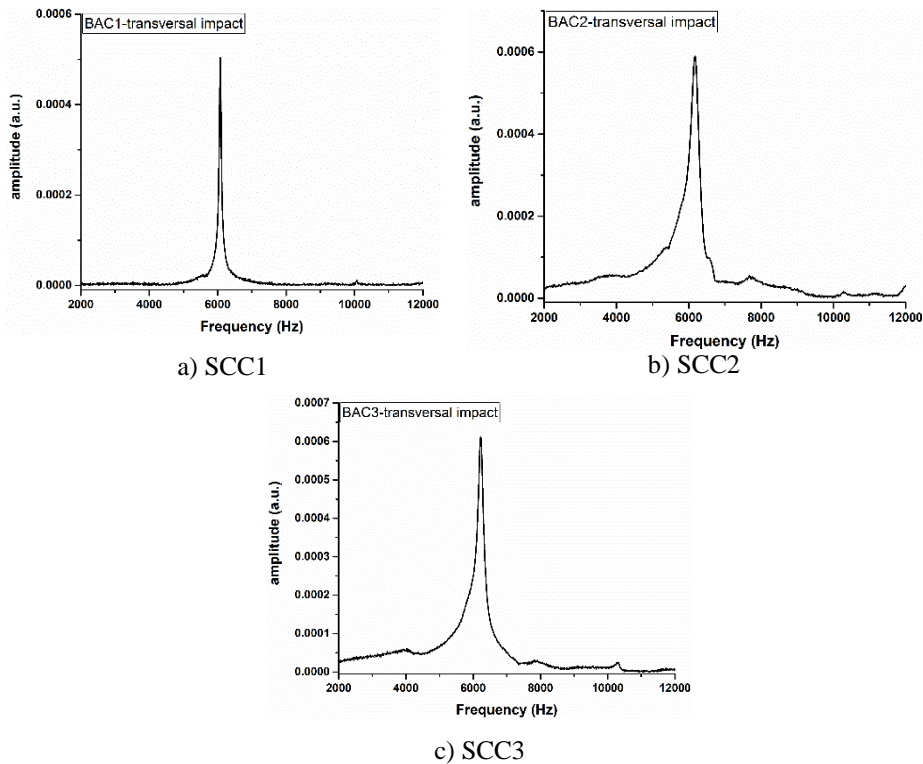 BAC1-transversal impact
0.0006
0.0004
0.0002
0.0000
amplitude (a.u.)
2000 4000 6000 8000 10000 12000
Frequency (Hz)
a) SCC1
BAC2-transversal impact
0.0006
0.0004
0.0002
0.0000
amplitude (a.u.)
2000 4000 6000 8000 10000 12000
Frequency (Hz)
b) SCC2
BAC3-transversal impact
0.0007
0.0006
0.0005
0.0004
0.0003
0.0002
0.0001
0.0000
amplitude (a.u.)
2000 4000 6000 8000 10000 12000
Frequency (Hz)
c) SCC3